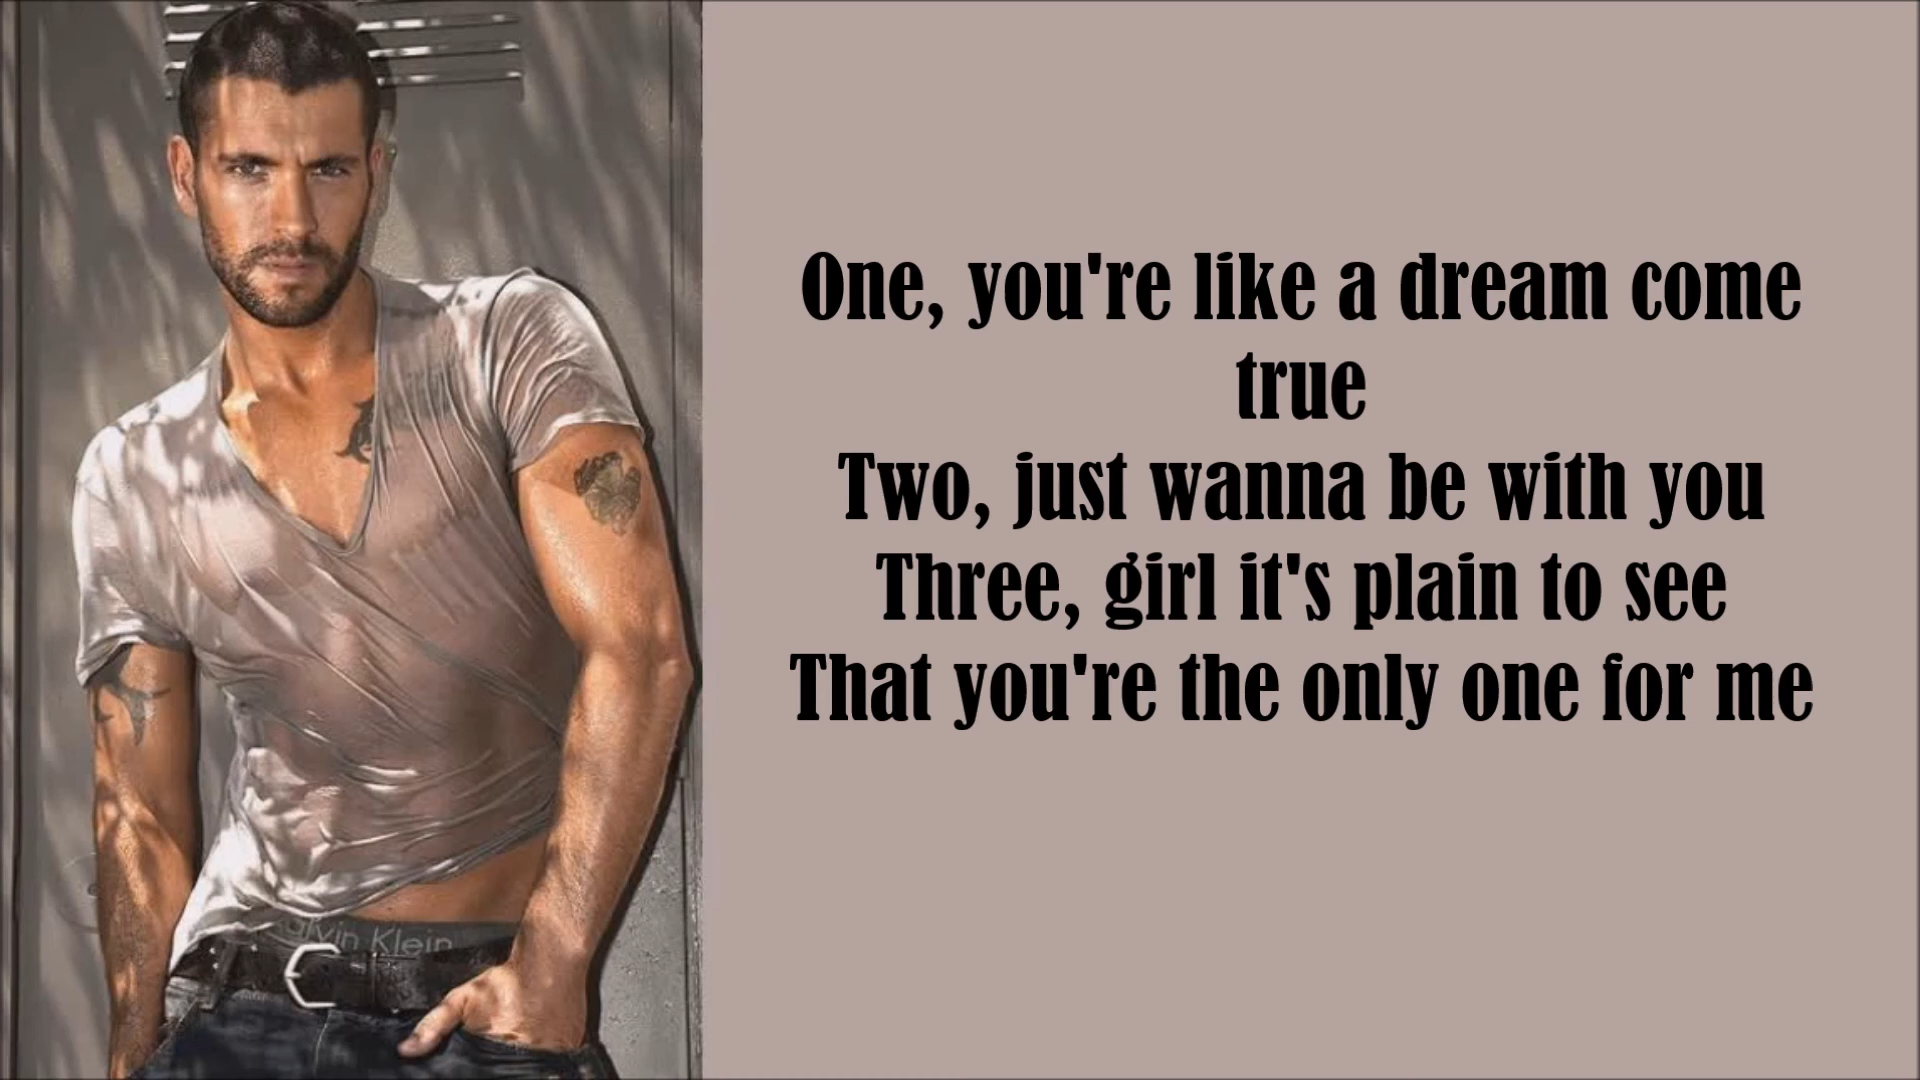 One, you're like a dream come
true
Two, just wanna be with you
Three, girl it's plain to see
That you're the only one for me
Calvin Klein